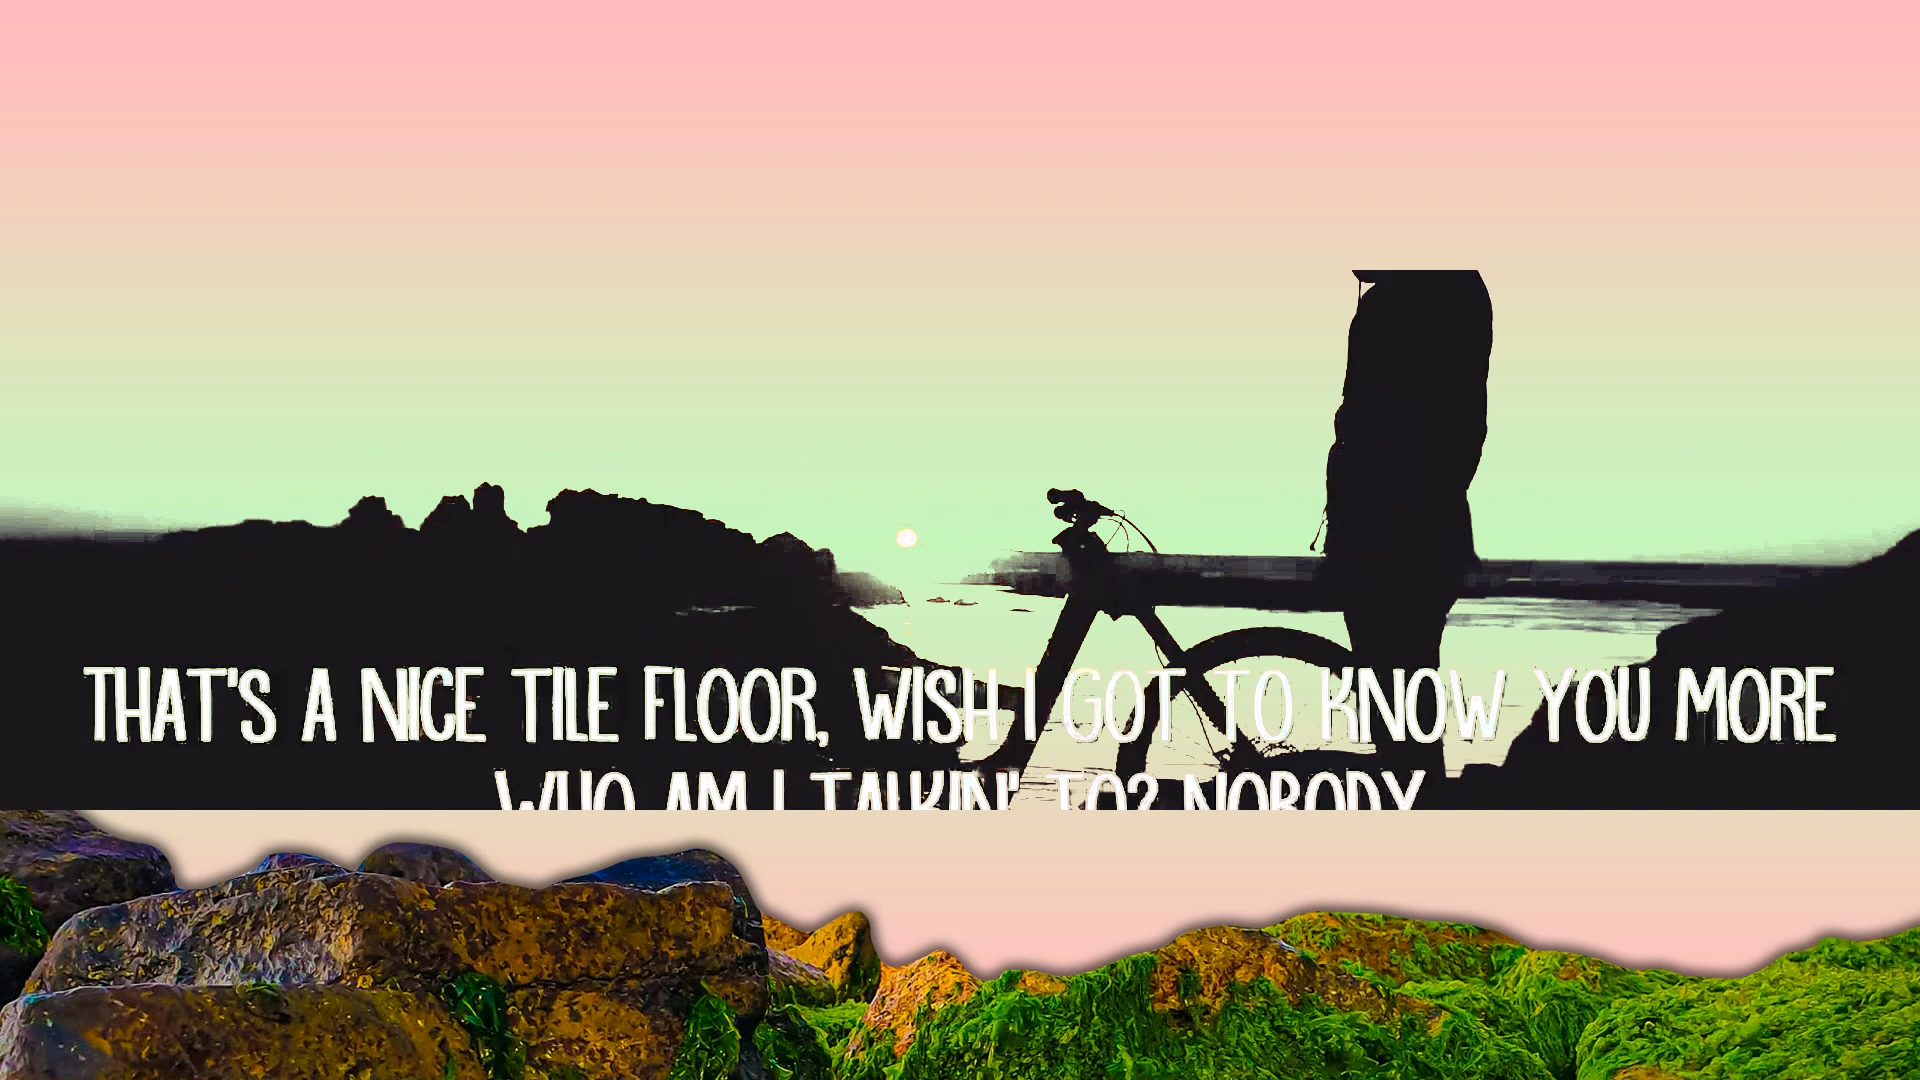 THAT'S A NICE TILE FLOOR, WISH I GOT TO KNOW YOU MORE
WHO AM I TALKIN' TO? NOBODY